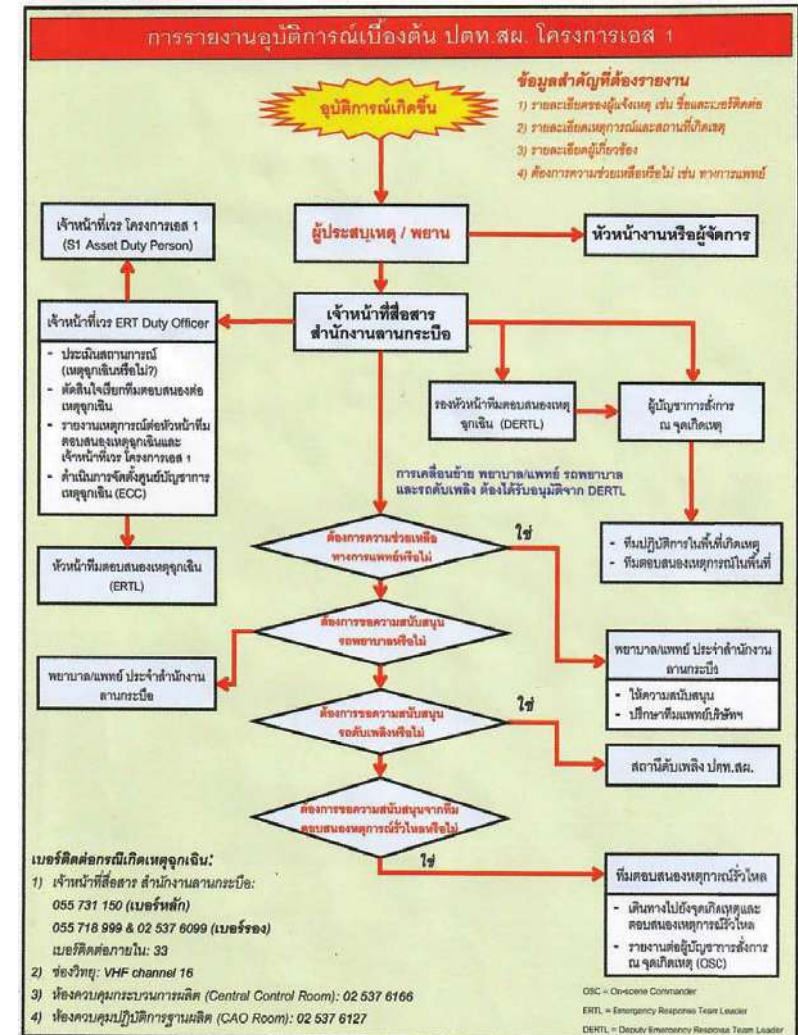 การรายงานอุบัติการณ์เบื้องต้น ปตท.สผ. โครงการเอส 1
อุบัติการณ์เกิดขึ้น
ข้อมูลสำคัญที่ต้องรายงาน
1) รายละเอียดของผู้แจ้งเหตุ เช่น ชื่อและเบอร์ติดต่อ
2) รายละเอียดเหตุการณ์และสถานที่เกิดเหตุ
3) รายละเอียดผู้เกี่ยวข้อง
4) ต้องการความช่วยเหลือหรือไม่ เช่น ทางการแพทย์
เจ้าหน้าที่เวร โครงการเอส 1
(S1 Asset Duty Person)
ผู้ประสบเหตุ / พยาน
หัวหน้างานหรือผู้จัดการ
เจ้าหน้าที่สื่อสาร
สำนักงานลานกระบือ
เจ้าหน้าที่เวร ERT Duty Officer
- ประเมินสถานการณ์
(เหตุฉุกเฉินหรือไม่?)
- ตัดสินใจเรียกทีมตอบสนองต่อ
เหตุฉุกเฉิน
- รายงานเหตุการณ์ต่อหัวหน้าทีม
ตอบสนองเหตุฉุกเฉินและ
เจ้าหน้าที่เวร โครงการเอส 1
- ดำเนินการจัดตั้งศูนย์บัญชาการ
เหตุฉุกเฉิน (ECC)
รองหัวหน้าทีมตอบสนองเหตุ
ฉุกเฉิน (DERTL)
ผู้บัญชาการสั่งการ
ณ จุดเกิดเหตุ
การเคลื่อนย้าย พยาบาล/แพทย์ รถพยาบาล
และรถดับเพลิง ต้องได้รับอนุมัติจาก DERTL
- ทีมปฏิบัติการในพื้นที่เกิดเหตุ
- ทีมตอบสนองเหตุการณ์ในพื้นที่
หัวหน้าทีมตอบสนองเหตุฉุกเฉิน
(ERTL)
ต้องการความช่วยเหลือ
ทางการแพทย์หรือไม่
ใช่
ต้องการขอความสนับสนุน
รถพยาบาลหรือไม่
พยาบาล/แพทย์ ประจำสำนักงาน
ลานกระบือ
พยาบาล/แพทย์ ประจำสำนักงาน
ลานกระบือ
- ให้ความสนับสนุน
- ปรึกษาทีมแพทย์บริษัทฯ
ต้องการขอความสนับสนุน
รถดับเพลิงหรือไม่
ใช่
สถานีดับเพลิง ปตท.สผ.
ต้องการขอความสนับสนุนจากทีม
ตอบสนองเหตุการณ์รั่วไหลหรือไม่
ใช่
ทีมตอบสนองเหตุการณ์รั่วไหล
- เดินทางไปยังจุดเกิดเหตุและ
ตอบสนองเหตุการณ์รั่วไหล
- รายงานต่อผู้บัญชาการสั่งการ
ณ จุดเกิดเหตุ (OSC)
เบอร์ติดต่อกรณีเกิดเหตุฉุกเฉิน:
1) เจ้าหน้าที่สื่อสาร สำนักงานลานกระบือ:
055 731 150 (เบอร์หลัก)
055 718 999 & 02 537 6099 (เบอร์รอง)
เบอร์ติดต่อภายใน: 33
2) ช่องวิทยุ: VHF channel 16
3) ห้องควบคุมกระบวนการผลิต (Central Control Room): 02 537 6166
4) ห้องควบคุมปฏิบัติการฐานผลิต (CAO Room): 02 537 6127
OSC = On-scene Commander
ERTL = Emergency Response Team Leader
DERTL = Deputy Emergency Response Team Leader